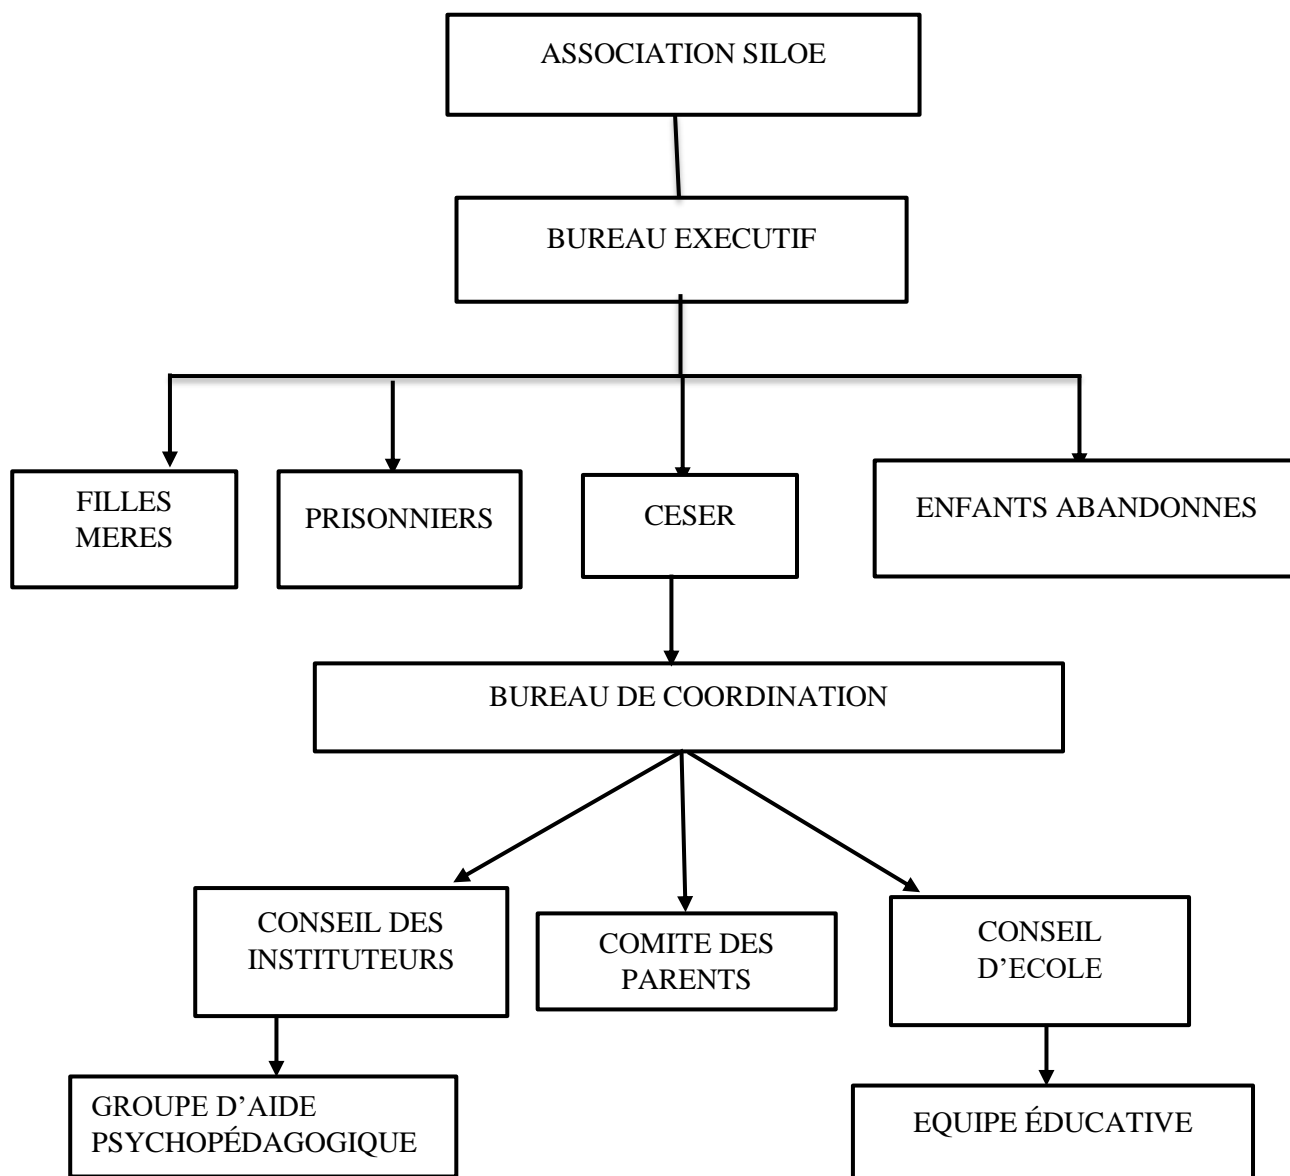 ASSOCIATION SILOE
BUREAU EXECUTIF
FILLES
MERES
PRISONNIERS
CESER
ENFANTS ABANDONNES
BUREAU DE COORDINATION
CONSEIL DES
INSTITUTEURS
COMITE DES
PARENTS
CONSEIL
D’ECOLE
GROUPE D’AIDE
PSYCHOPÉDAGOGIQUE
EQUIPE ÉDUCATIVE